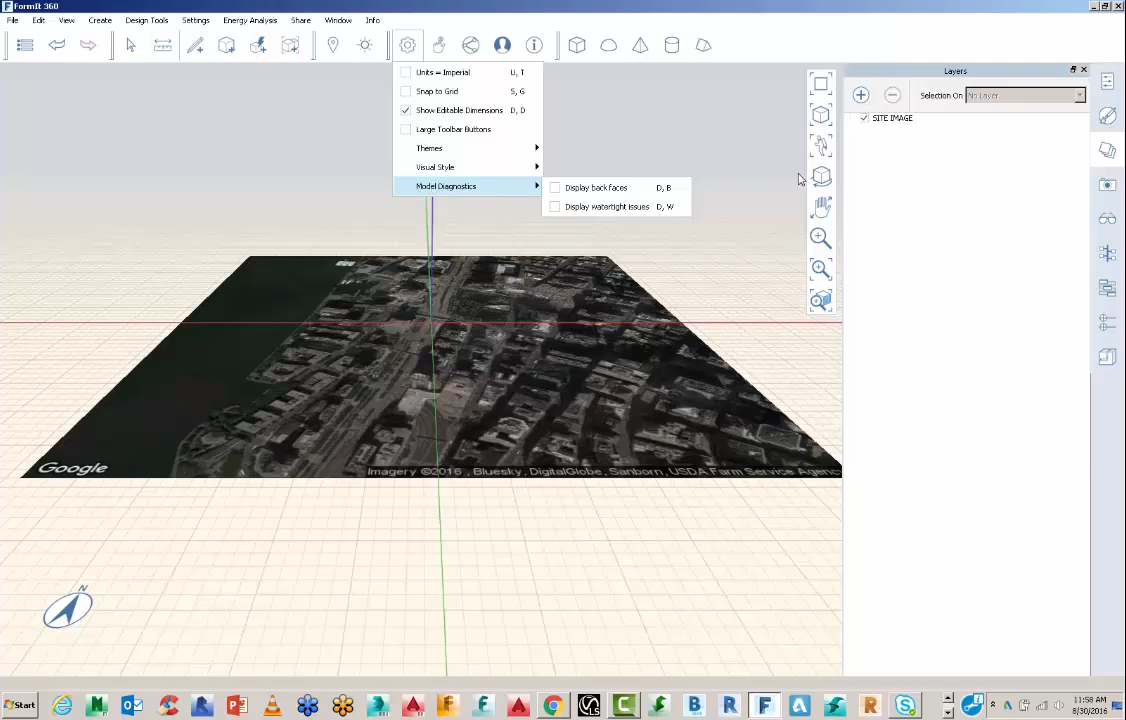 FormIt 360
File Edit View Create Design Tools Settings Energy Analysis Share Window Info
Units = Imperial U, T
Snap to Grid S, G
Show Editable Dimensions D, D
Large Toolbar Buttons
Themes
Visual Style
Model Diagnostics
Display back faces D, B
Display watertight issues D, W
Layers
Selection On No Layer
SITE IMAGE
Google
Imagery ©2016 , Bluesky, DigitalGlobe, Sanborn, USDA Farm Service Agenc
N
Start
11:58 AM
8/30/2016